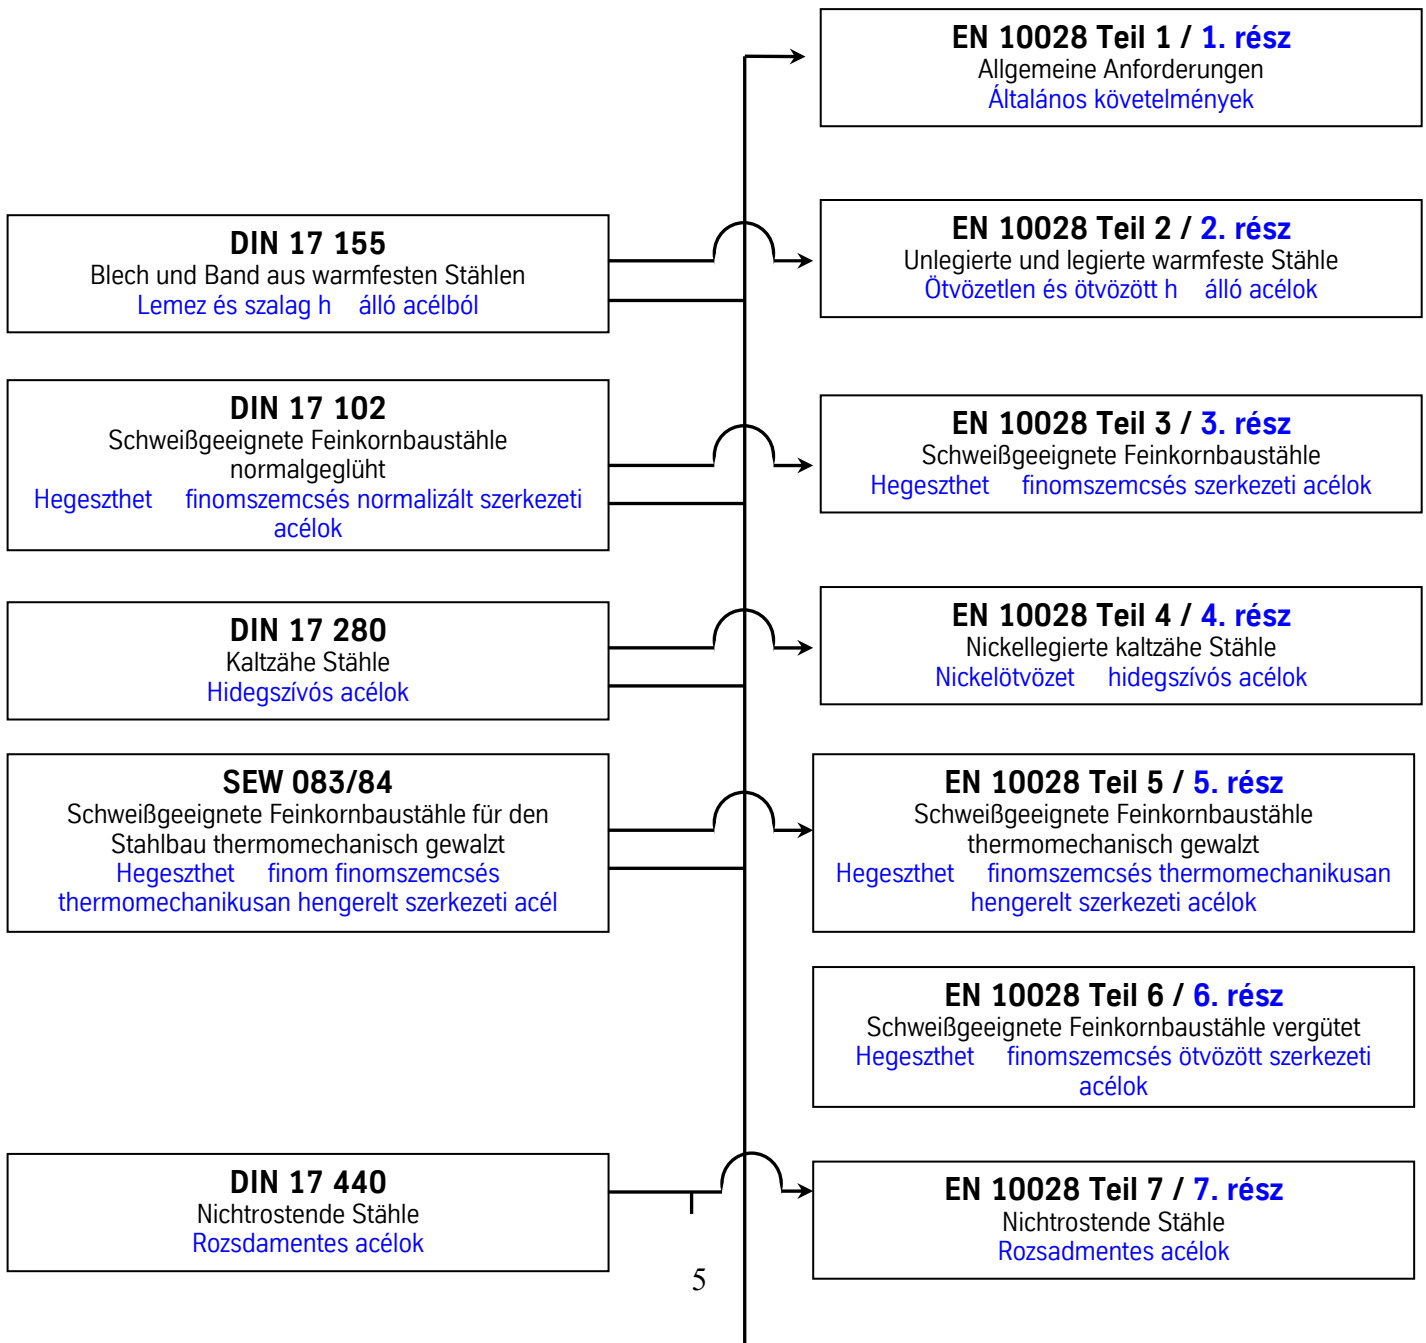 EN 10028 Teil 1 / 1. rész
Allgemeine Anforderungen
Általános követelmények
DIN 17 155
Blech und Band aus warmfesten Stählen
Lemez és szalag h álló acélból
EN 10028 Teil 2 / 2. rész
Unlegierte und legierte warmfeste Stähle
Ötvözetlen és ötvözött h álló acélok
DIN 17 102
Schweißgeeignete Feinkornbaustähle
normalgeglüht
Hegeszthet finomszemcsés normalizált szerkezeti
acélok
EN 10028 Teil 3 / 3. rész
Schweißgeeignete Feinkornbaustähle
Hegeszthet finomszemcsés szerkezeti acélok
DIN 17 280
Kaltzähe Stähle
Hidegszívós acélok
EN 10028 Teil 4 / 4. rész
Nickellegierte kaltzähe Stähle
Nickelötvözet hidegszívós acélok
SEW 083/84
Schweißgeeignete Feinkornbaustähle für den
Stahlbau thermomechanisch gewalzt
Hegeszthet finom finomszemcsés
thermomechanikusan hengerelt szerkezeti acél
EN 10028 Teil 5 / 5. rész
Schweißgeeignete Feinkornbaustähle
thermomechanisch gewalzt
Hegeszthet finomszemcsés thermomechanikusan
hengerelt szerkezeti acélok
EN 10028 Teil 6 / 6. rész
Schweißgeeignete Feinkornbaustähle vergütet
Hegeszthet finomszemcsés ötvözött szerkezeti
acélok
DIN 17 440
Nichtrostende Stähle
Rozsdamentes acélok
EN 10028 Teil 7 / 7. rész
Nichtrostende Stähle
Rozsadmentes acélok
5